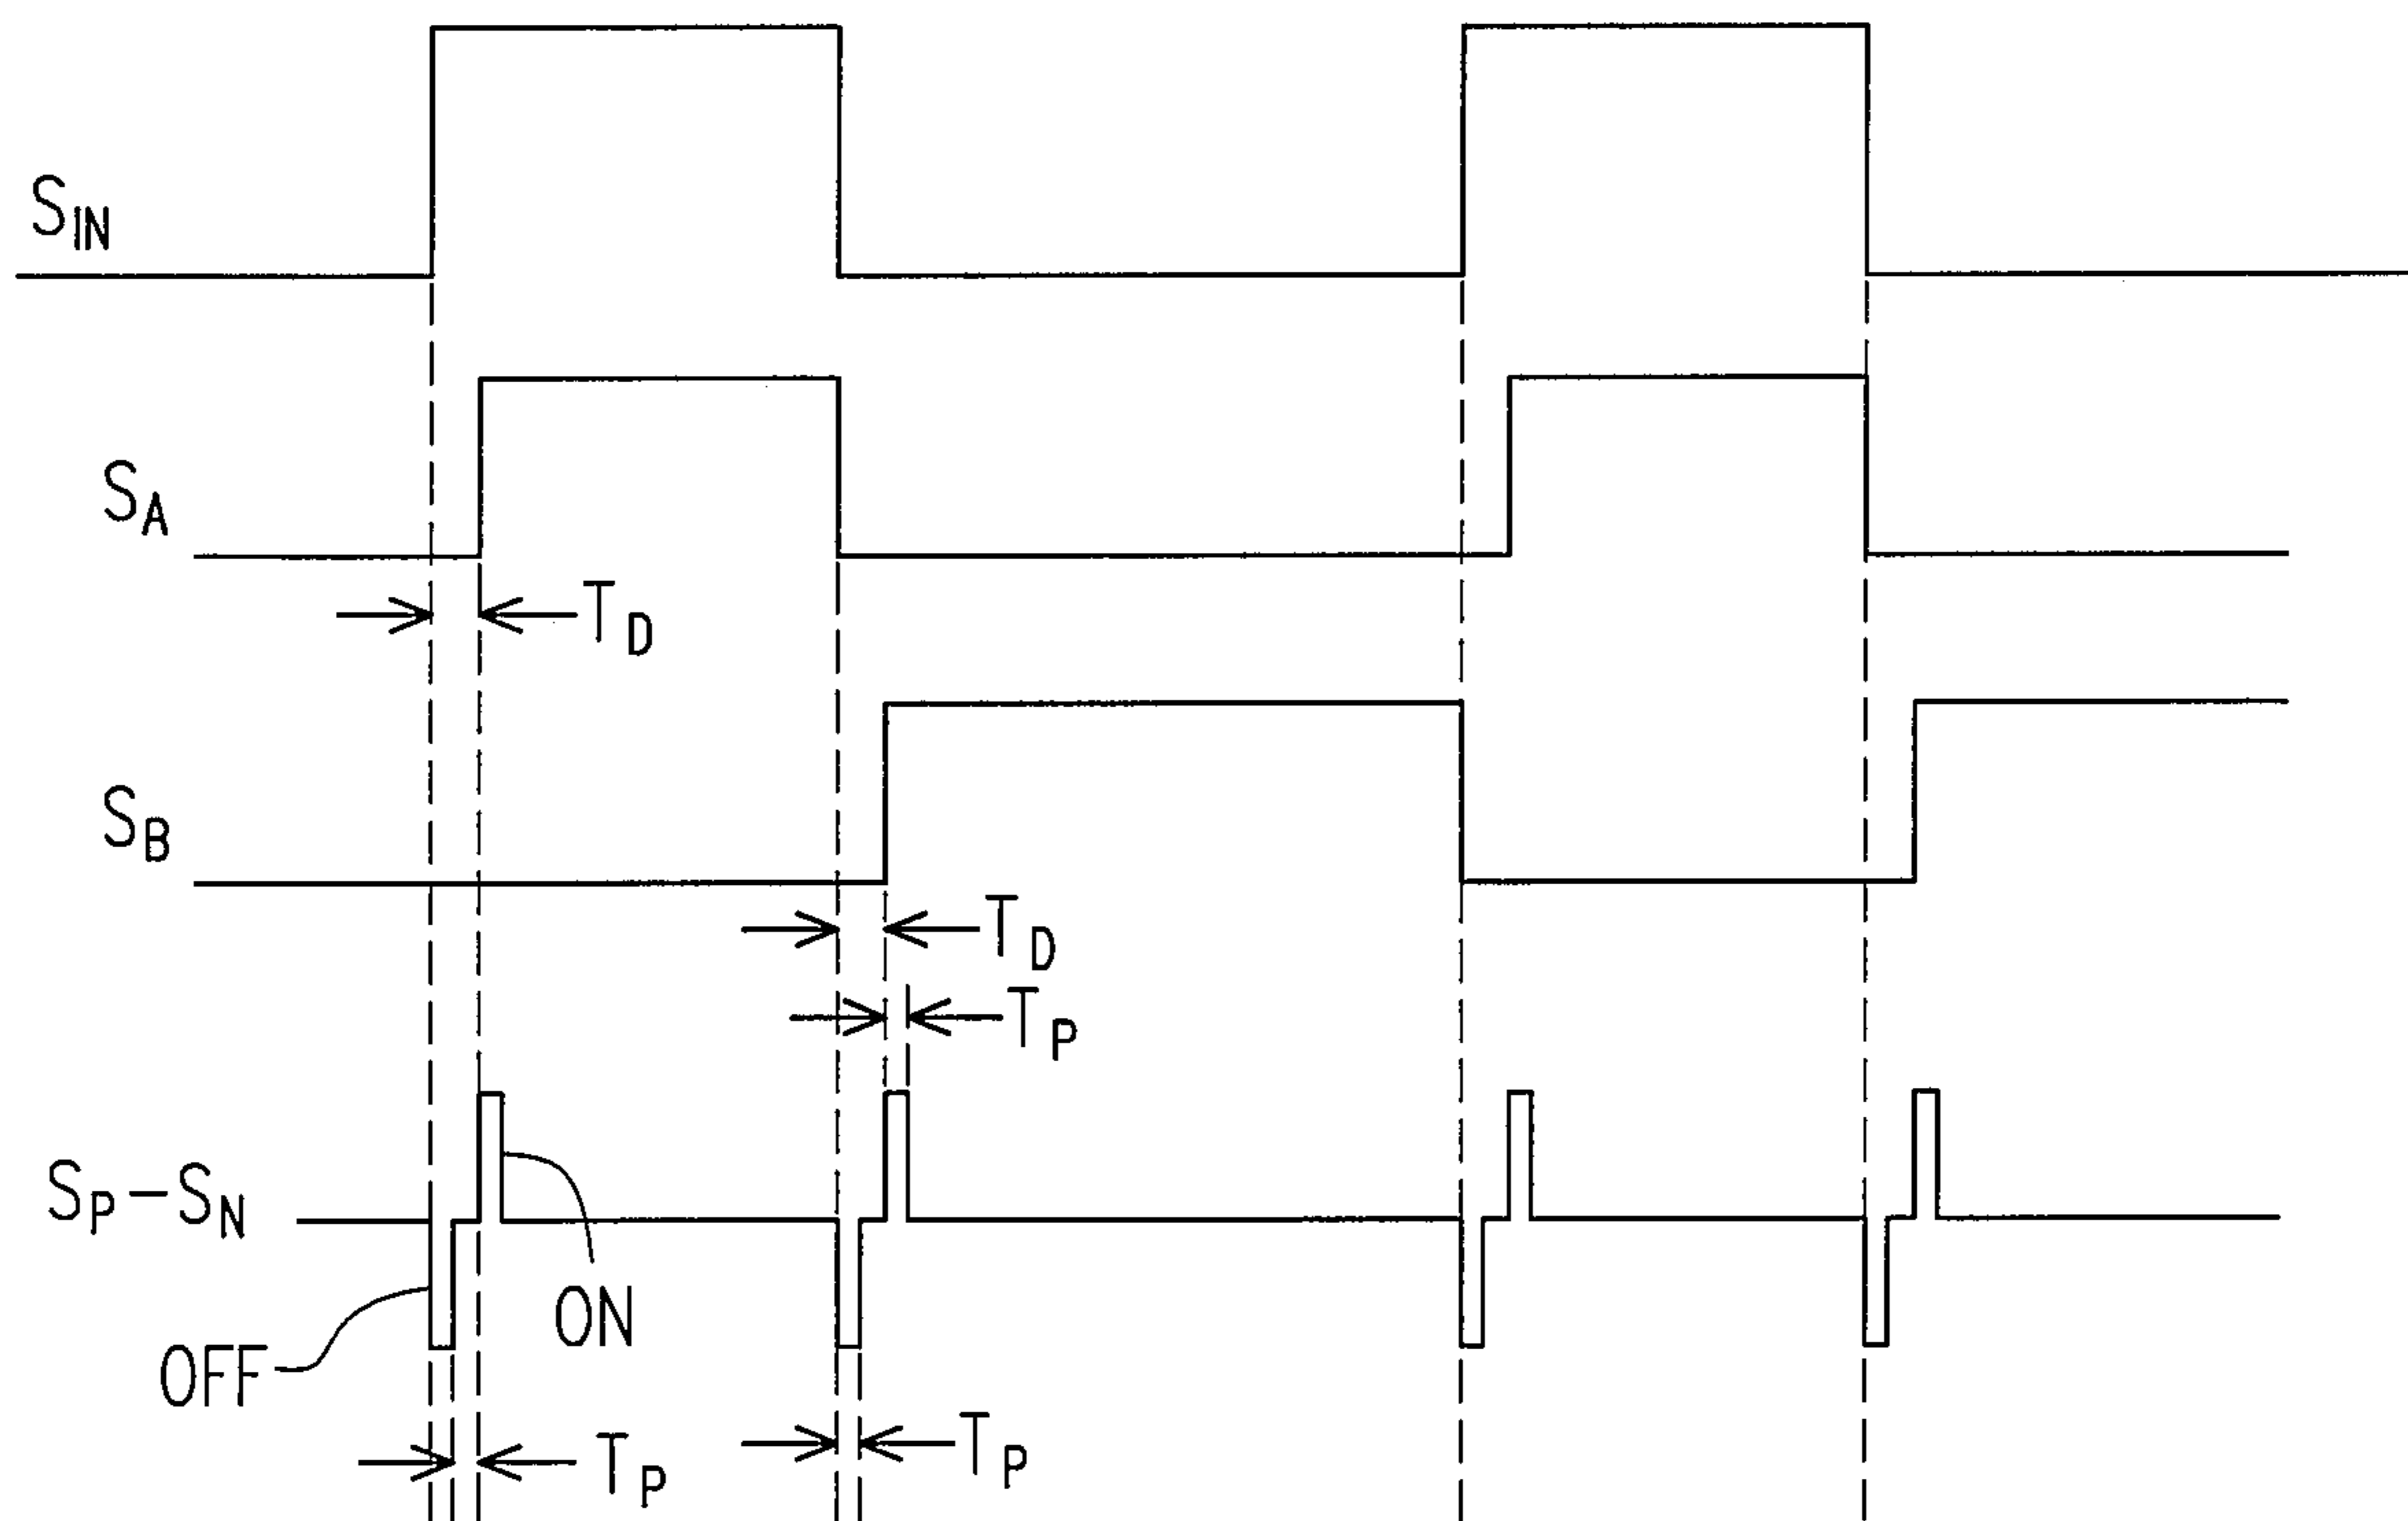 S_IN
S_A
T_D
S_B
T_D
T_P
S_P-S_N
ON
OFF
T_P
T_P